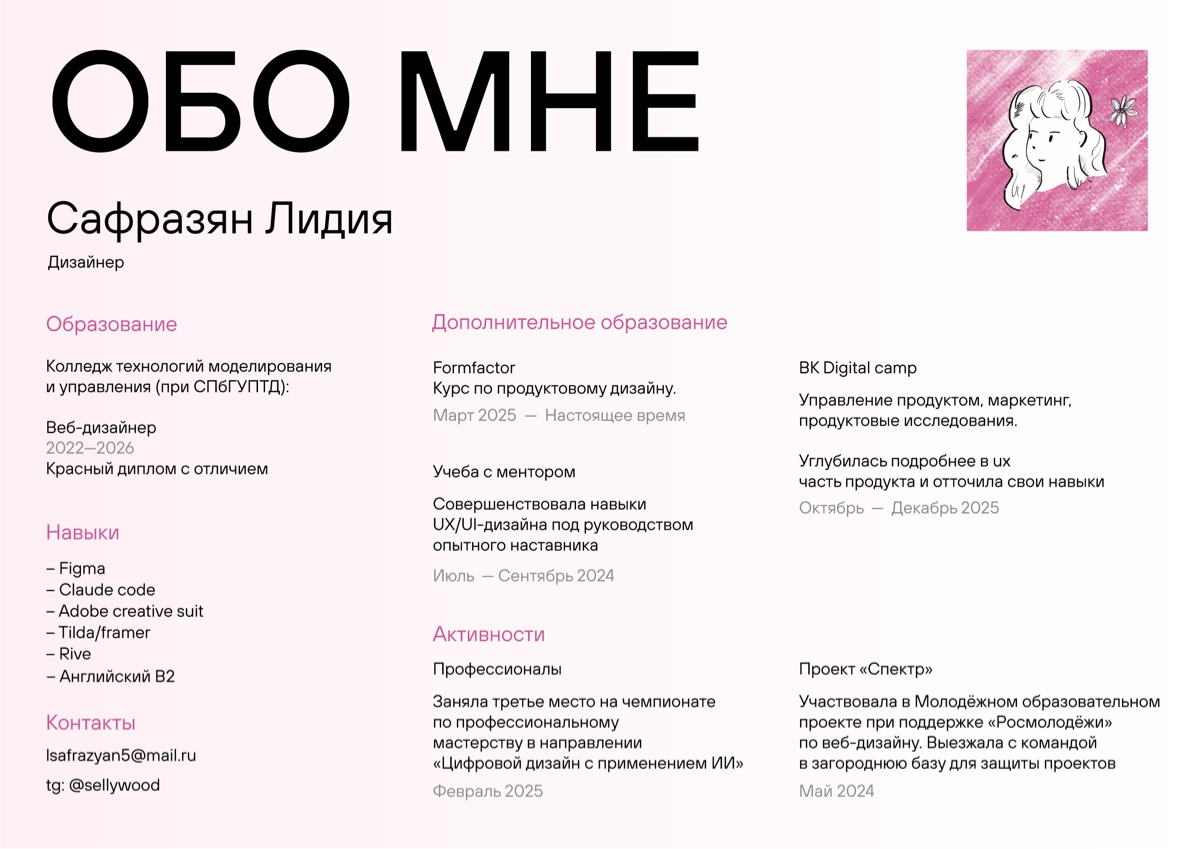 ОБО МНЕ
Сафразян Лидия
Дизайнер
Образование
Колледж технологий моделирования
и управления (при СПбГУПТД):
Веб-дизайнер
2022—2026
Красный диплом с отличием
Навыки
– Figma
– Claude code
– Adobe creative suit
– Tilda/framer
– Rive
– Английский B2
Контакты
lsafrazyan5@mail.ru
tg: @sellywood
Дополнительное образование
Formfactor
Курс по продуктовому дизайну.
Март 2025 — Настоящее время
Учеба с ментором
Совершенствовала навыки
UX/UI-дизайна под руководством
опытного наставника
Июль — Сентябрь 2024
ВК Digital camp
Управление продуктом, маркетинг,
продуктовые исследования.
Углубилась подробнее в ux
часть продукта и отточила свои навыки
Октябрь — Декабрь 2025
Активности
Профессионалы
Заняла третье место на чемпионате
по профессиональному
мастерству в направлении
«Цифровой дизайн с применением ИИ»
Февраль 2025
Проект «Спектр»
Участвовала в Молодёжном образовательном
проекте при поддержке «Росмолодёжи»
по веб-дизайну. Выезжала с командой
в загороднюю базу для защиты проектов
Май 2024